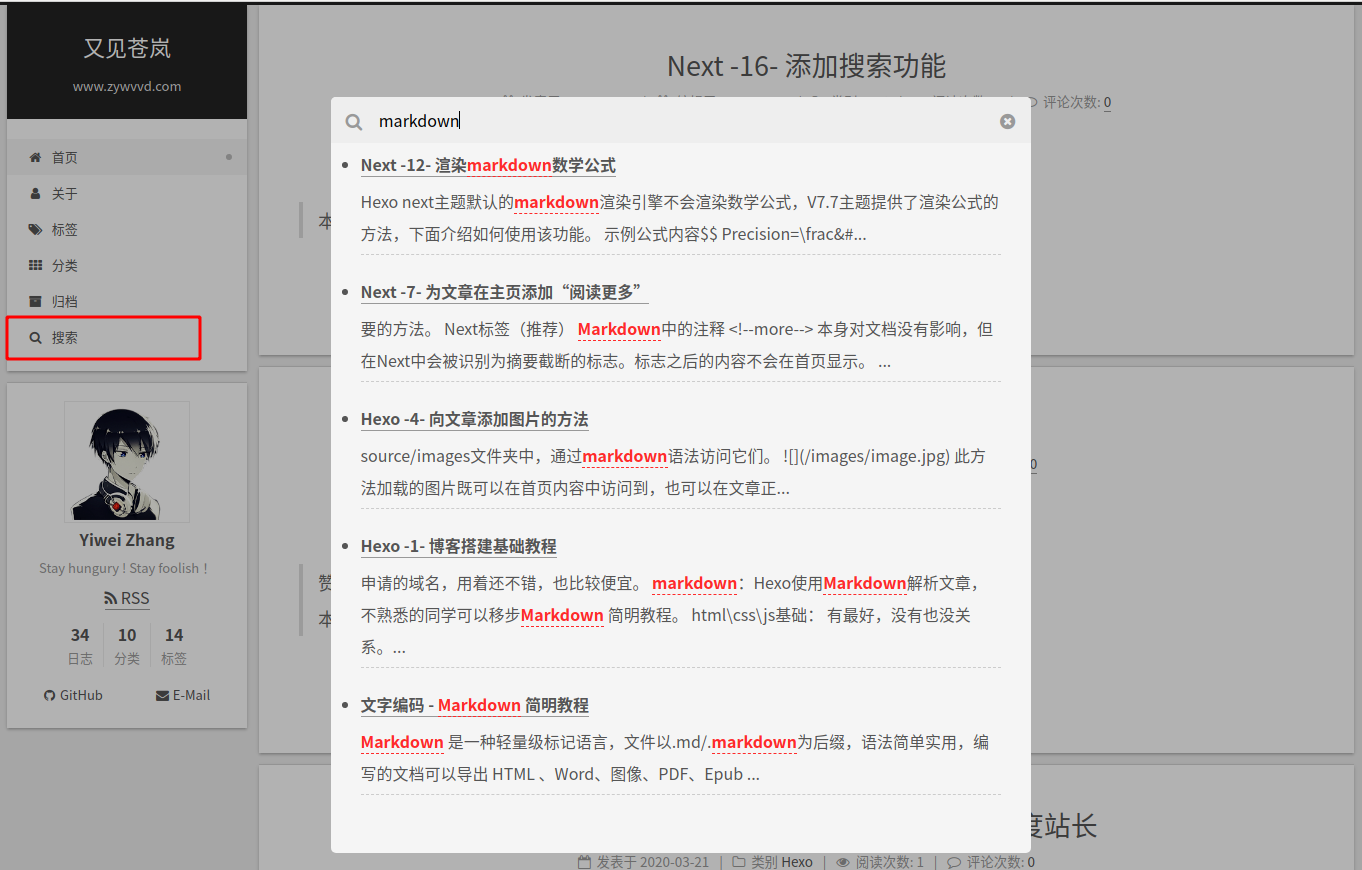 又见苍岚
www.zywvvd.com
首页
关于
标签
分类
归档
搜索
Yiwei Zhang
Stay hungury ! Stay foolish !
RSS
34 10 14
日志 分类 标签
GitHub E-Mail
Next -16- 添加搜索功能
评论次数: 0
markdown
Next -12- 渲染markdown数学公式
Hexo next主题默认的markdown渲染引擎不会渲染数学公式，V7.7主题提供了渲染公式的
方法，下面介绍如何使用该功能。 示例公式内容$$ Precision=\frac&#...
Next -7- 为文章在主页添加“阅读更多”
要的方法。 Next标签（推荐） Markdown中的注释 <!--more--> 本身对文档没有影响，但
在Next中会被识别为摘要截断的标志。标志之后的内容不会在首页显示。 ...
Hexo -4- 向文章添加图片的方法
source/images文件夹中，通过markdown语法访问它们。 ![](/images/image.jpg) 此方
法加载的图片既可以在首页内容中访问到，也可以在文章正...
Hexo -1- 博客搭建基础教程
申请的域名，用着还不错，也比较便宜。 markdown：Hexo使用Markdown解析文章，
不熟悉的同学可以移步Markdown 简明教程。 html\css\js基础： 有最好，没有也没关
系。...
文字编码 - Markdown 简明教程
Markdown 是一种轻量级标记语言，文件以.md/.markdown为后缀，语法简单实用，编
写的文档可以导出 HTML 、Word、图像、PDF、Epub ...
本
0
赞
本
度站长
发表于 2020-03-21 | 类别 Hexo | 阅读次数: 1 | 评论次数: 0